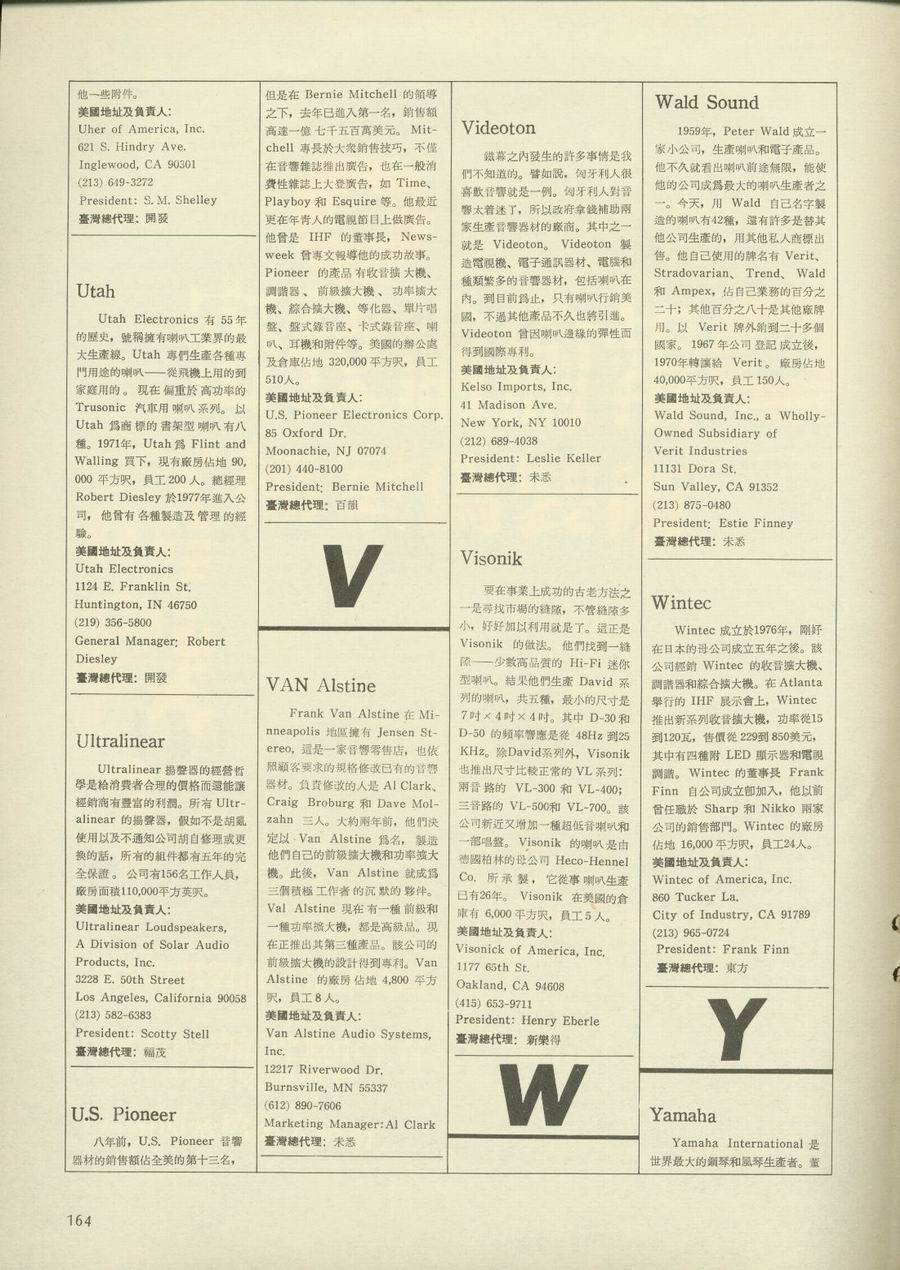 他一些附件。
美國地址及負責人：
Uher of America, Inc.
621 S. Hindry Ave.
Inglewood, CA 90301
(213) 649-3272
President: S. M. Shelley
臺灣總代理：開發
Utah
Utah Electronics 有 55 年
的歷史，號稱擁有喇叭工業界的最
大生產線。Utah 專們生產各種專
門用途的喇叭——從飛機上用的到
家庭用的。 現在 偏重於 高功率的
Trusonic 汽車用 喇叭 系列。 以
Utah 爲商 標的 書架型 喇叭 有八
種。1971年，Utah 爲 Flint and
Walling 買下，現有廠房佔地 90,
000 平方呎，員工 200 人。總經理
Robert Diesley 於1977年進入公
司， 他曾有 各種製造及 管理 的經
驗。
美國地址及負責人：
Utah Electronics
1124 E. Franklin St.
Huntington, IN 46750
(219) 356-5800
General Manager: Robert
Diesley
臺灣總代理：開發
Ultralinear
Ultralinear 揚聲器的經營哲
學是給消費者合理的價格而還能讓
經銷商有豐富的利潤。所有 Ultr-
alinear 的揚聲器，假如不是胡亂
使用以及不通知公司胡自修理或更
換的話，所有的組件都有五年的完
全保證 。 公司有156名工作人員，
廠房面積110,000平方英呎。
美國地址及負責人：
Ultralinear Loudspeakers,
A Division of Solar Audio
Products, Inc.
3228 E. 50th Street
Los Angeles, California 90058
(213) 582-6383
President: Scotty Stell
臺灣總代理：福茂
U.S. Pioneer
八年前，U.S. Pioneer 音響
器材的銷售額佔全美的第十三名，
但是在 Bernie Mitchell 的領導
之下，去年已進入第一名，銷售額
高達一億 七千五百萬美元。 Mit-
chell 專長於大衆銷售技巧，不僅
在音響雜誌推出廣告，也在一般消
費性雜誌上大登廣告，如 Time、
Playboy 和 Esquire 等。他最近
更在年靑人的電視節目上做廣告。
他曾是 IHF 的董事長， News-
week 曾專文報導他的成功故事。
Pioneer 的產品 有收音擴 大機、
調諧器 、 前級擴大機 、 功率擴大
機、綜合擴大機、等化器、單片唱
盤、盤式錄音座、卡式錄音座、喇
叭、耳機和附件等。美國的辦公處
及倉庫佔地 320,000 平方呎，員工
510人。
美國地址及負責人：
U.S. Pioneer Electronics Corp.
85 Oxford Dr.
Moonachie, NJ 07074
(201) 440-8100
President: Bernie Mitchell
臺灣總代理：百韻
V
VAN Alstine
Frank Van Alstine 在 Mi-
nneapolis 地區擁有 Jensen St-
ereo，這是一家音響零售店，也依
照顧客要求的規格修改已有的音響
器材。負責修改的人是 Al Clark、
Craig Broburg 和 Dave Mol-
zahn 三人。大約兩年前，他們決
定以 Van Alstine 爲名， 製造
他們自己的前級擴大機和功率擴大
機。此後， Van Alstine 就成爲
三個積極 工作者 的沉 默的 夥伴。
Val Alstine 現在 有一種 前級和
一種功率擴大機，都是高級品。現
在正推出其第三種產品。該公司的
前級擴大機的設計得到專利。Van
Alstine 的廠房 佔地 4,800 平方
呎，員工 8 人。
美國地址及負責人：
Van Alstine Audio Systems,
Inc.
12217 Riverwood Dr.
Burnsville, MN 55337
(612) 890-7606
Marketing Manager: Al Clark
臺灣總代理：未悉
Videoton
鐵幕之內發生的許多事情是我
們不知道的。譬如說，匈牙利人很
喜歡音響就是一例。匈牙利人對音
響太着迷了，所以政府拿錢補助兩
家生產音響器材的廠商。其中之一
就是 Videoton。 Videoton 製
造電視機、電子通訊器材、電腦和
種類繁多的音響器材，包括喇叭在
內。到目前爲止，只有喇叭行銷美
國，不過其他產品不久也將引進。
Videoton 曾因喇叭邊緣的彈性而
得到國際專利。
美國地址及負責人：
Kelso Imports, Inc.
41 Madison Ave.
New York, NY 10010
(212) 689-4038
President: Leslie Keller
臺灣總代理：未悉
Visonik
要在事業上成功的古老方法之
一是尋找市場的縫隙，不管縫隙多
小，好好加以利用就是了。這正是
Visonik 的做法。 他們找到一縫
隙——少數高品質的 Hi-Fi 迷你
型喇叭。結果他們生產 David 系
列的喇叭，共五種，最小的尺寸是
7 吋 × 4 吋 × 4 吋。其中 D-30 和
D-50 的頻率響應是從 48Hz 到25
KHz。除David系列外，Visonik
也推出尺寸比較正常的 VL 系列：
兩音 路的 VL-300 和 VL-400；
三音路的 VL-500和 VL-700。該
公司新近又增加一種超低音喇叭和
一部唱盤。 Visonik 的喇叭 是由
德國柏林的母公司 Heco-Hennel
Co. 所 承 製， 它從事 喇叭生產
已有26年。 Visonik 在美國的倉
庫有 6,000 平方呎，員工 5 人。
美國地址及負責人：
Visonick of America, Inc.
1177 65th St.
Oakland, CA 94608
(415) 653-9711
President: Henry Eberle
臺灣總代理：新樂得
W
Wald Sound
1959年，Peter Wald 成立一
家小公司，生產喇叭和電子產品。
他不久就看出喇叭前途無限，能使
他的公司成爲最大的喇叭生產者之
一。今天，用 Wald 自己名字製
造的喇叭有42種，還有許多是替其
他公司生產的，用其他私人商標出
售。他自己使用的牌名有 Verit、
Stradovarian、 Trend、 Wald
和 Ampex，佔自己業務的百分之
二十；其他百分之八十是其他廠牌
用。以 Verit 牌外銷到二十多個
國家。 1967 年公司 登記 成立後，
1970年轉讓給 Verit 。 廠房佔地
40,000平方呎，員工 150人。
美國地址及負責人：
Wald Sound, Inc., a Wholly-
Owned Subsidiary of
Verit Industries
11131 Dora St.
Sun Valley, CA 91352
(213) 875-0480
President: Estie Finney
臺灣總代理：未悉
Wintec
Wintec 成立於1976年，剛好
在日本的母公司成立五年之後。該
公司經銷 Wintec 的收音擴大機、
調諧器和綜合擴大機。在 Atlanta
舉行的 IHF 展示會上，Wintec
推出新系列收音擴大機，功率從15
到120瓦，售價從 229到 850美元，
其中有四種附 LED 顯示器和電視
調諧。 Wintec 的董事長 Frank
Finn 自公司成立卽加入，他以前
曾任職於 Sharp 和 Nikko 兩家
公司的銷售部門。Wintec 的廠房
佔地 16,000 平方呎，員工24人。
美國地址及負責人：
Wintec of America, Inc.
860 Tucker La.
City of Industry, CA 91789
(213) 965-0724
President: Frank Finn
臺灣總代理：東方
Y
Yamaha
Yamaha International 是
世界最大的鋼琴和風琴生產者。董
164